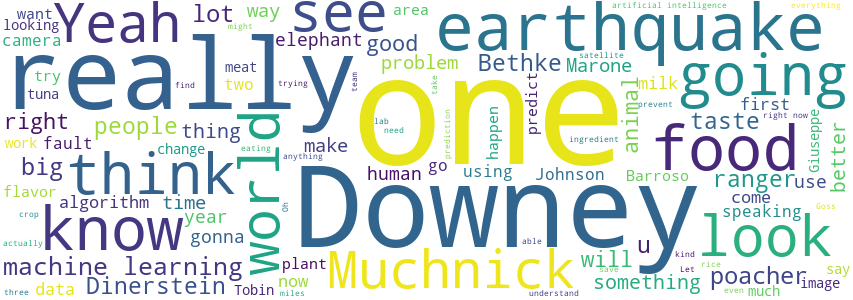 want
looking
camera
Yeah
lot
way
area
artificial intelligence
everything
might
see
earthquake
elephant
good
really
one
going
try
tuna
meat
two
find
trying
team
problem
Bethke
Marone
satellite
predict
take
animal
milk
prevent
first
right now
right
people
thing
world
work
fault
change
eating
make
anything
lab
need
prediction
happen
ingredient
food
taste
Giuseppe
better
big
think
human
go
using
Johnson
Barroso
ranger
use
flavor
algorithm
time
Downey
come
speaking
crop
know
year
gonna
Oh
able
u
look
Goss
actually
machine learning
plant
Muchnick
will
kind
Let
rice
poacher
say
three
data
Dinerstein
Tobin
now
miles
understand
save
something
even
much
image